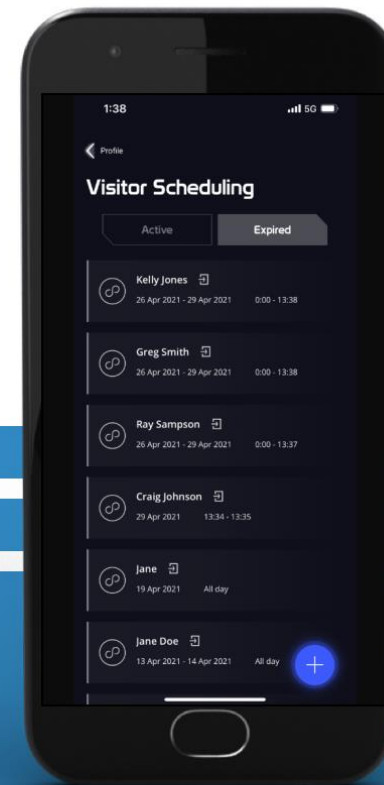 1:38
5G
Profile
Visitor Scheduling
Active Expired
Kelly Jones
26 Apr 2021 - 29 Apr 2021 0:00 - 13:38
Greg Smith
26 Apr 2021 - 29 Apr 2021 0:00 - 13:38
Ray Sampson
26 Apr 2021 - 29 Apr 2021 0:00 - 13:37
Craig Johnson
29 Apr 2021 13:34 - 13:35
Jane
19 Apr 2021 All day
Jane Doe
13 Apr 2021 - 14 Apr 2021 All day